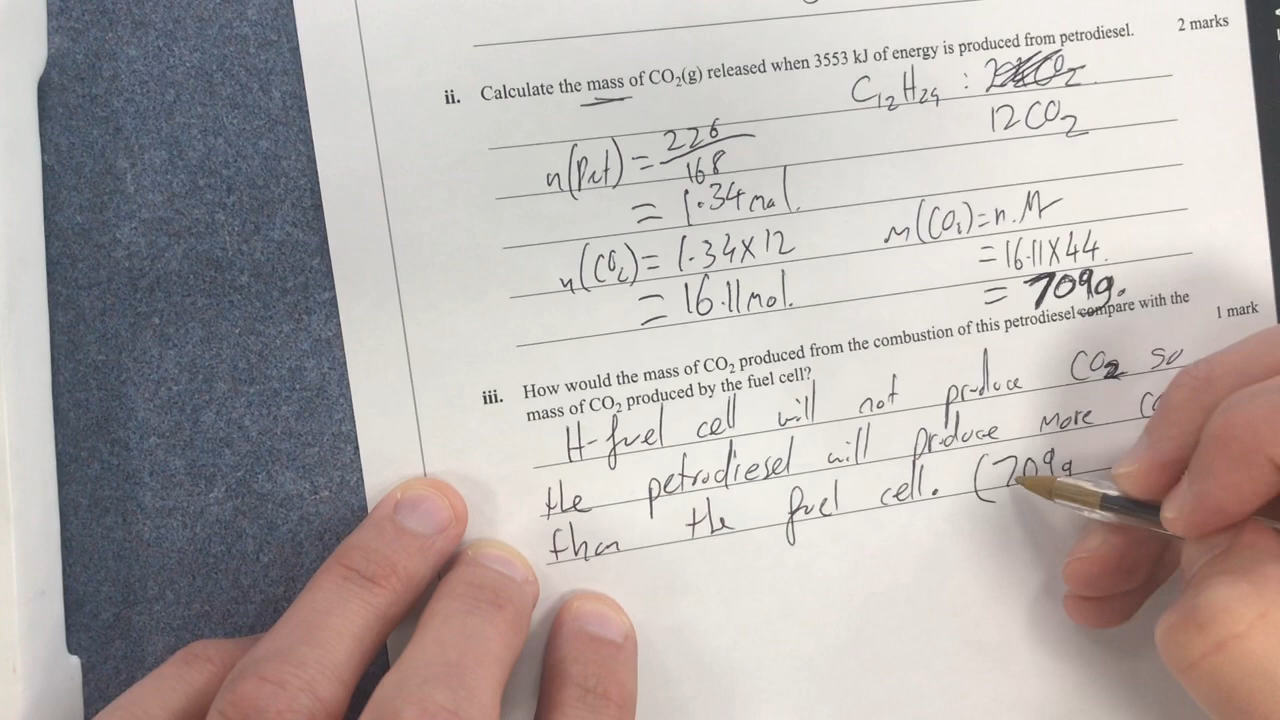 ii. Calculate the mass of CO₂(g) released when 3553 kJ of energy is produced from petrodiesel. 2 marks
C₁₂H₂₄ :
12CO₂
n(Pet) = 226/168
= 1.34 mol.
n(CO₂) = 1.34 X 12
= 16.11 mol.
m(CO₂) = n.M
= 16.11 X 44.
= 709g.
iii. How would the mass of CO₂ produced from the combustion of this petrodiesel compare with the mass of CO₂ produced by the fuel cell? 1 mark
H-fuel cell will not produce CO₂ so
the petrodiesel will produce more
than the fuel cell. (709g